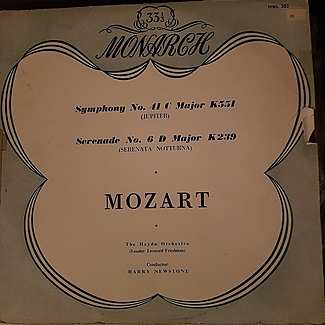 MWL 502
33⅓
MONARCH
Symphony No. 41 C Major K551
(JUPITER)
Serenade No. 6 D Major K239
(SERENATA NOTTURNA)
MOZART
The Haydn Orchestra
(Leader: Leonard Friedman)
Conductor
HARRY NEWSTONE